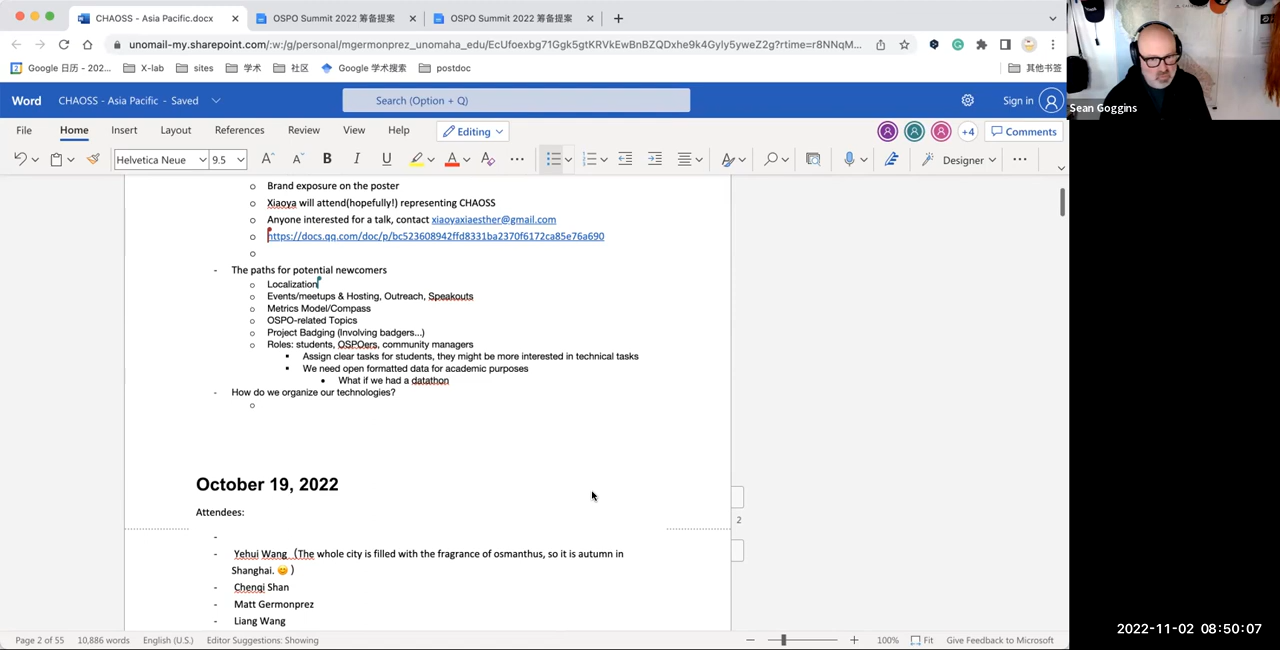 CHAOSS - Asia Pacific.docx
OSPO Summit 2022 筹备提案
OSPO Summit 2022 筹备提案
unomail-my.sharepoint.com/:w:/g/personal/mgermonprez_unomaha_edu/EcUfoexbg71Ggk5gtKRVkEwBnBZQDxhe9k4Gyly5yweZ2g?rtime=r8NNqM...
Google 日历 - 202...
X-lab
sites
学术
社区
Google 学术搜索
postdoc
其他书签
Sean Goggins
Word
CHAOSS - Asia Pacific - Saved
Search (Option + Q)
Sign in
File Home Insert Layout References Review View Help
Editing
+4
Comments
Helvetica Neue 9.5
Designer
Brand exposure on the poster
Xiaoya will attend(hopefully!) representing CHAOSS
Anyone interested for a talk, contact xiaoyaxiaesther@gmail.com
https://docs.qq.com/doc/p/bc523608942ffd8331ba2370f6172ca85e76a690
- The paths for potential newcomers
Localization
Events/meetups & Hosting, Outreach, Speakouts
Metrics Model/Compass
OSPO-related Topics
Project Badging (Involving badgers...)
Roles: students, OSPOers, community managers
Assign clear tasks for students, they might be more interested in technical tasks
We need open formatted data for academic purposes
What if we had a datathon
- How do we organize our technologies?
October 19, 2022
Attendees:
-
2
- Yehui Wang （The whole city is filled with the fragrance of osmanthus, so it is autumn in
Shanghai. 😊 ）
- Chenqi Shan
- Matt Germonprez
- Liang Wang
Page 2 of 55 10,886 words English (U.S.) Editor Suggestions: Showing
100% Fit Give Feedback to Microsoft
2022-11-02 08:50:07